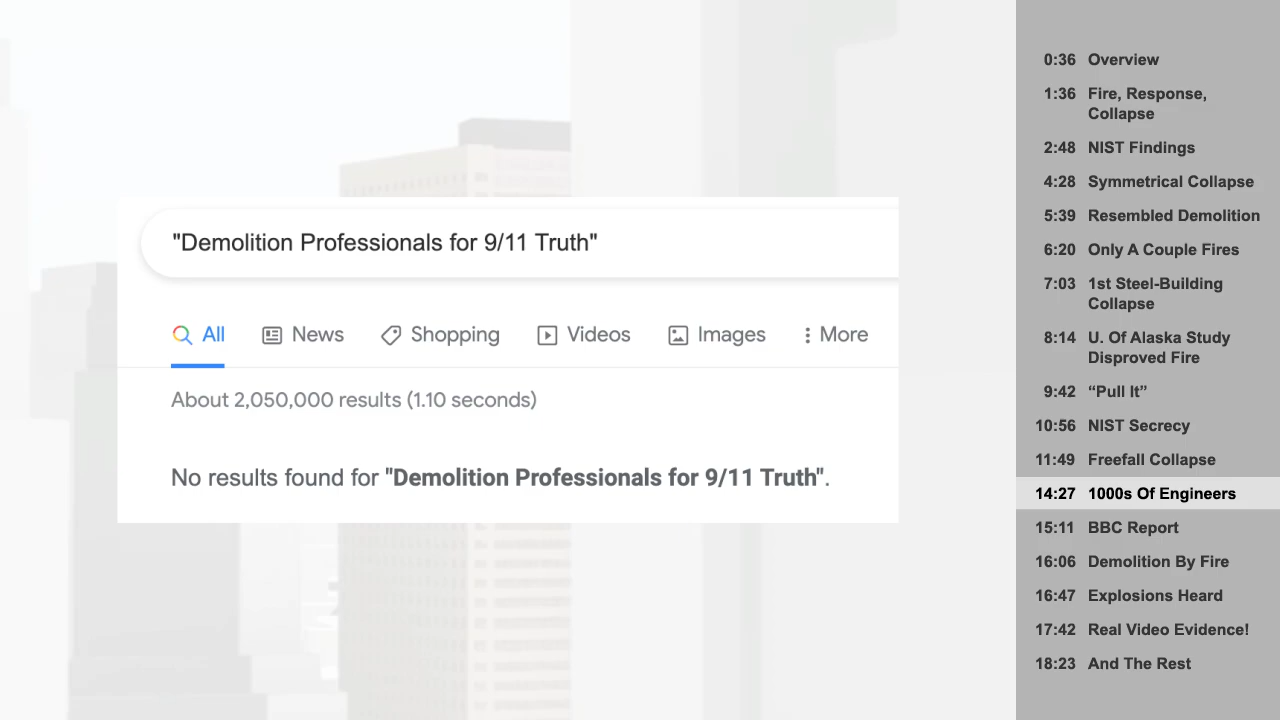 "Demolition Professionals for 9/11 Truth"
All
News
Shopping
Videos
Images
More
About 2,050,000 results (1.10 seconds)
No results found for "Demolition Professionals for 9/11 Truth".
0:36 Overview
1:36 Fire, Response,
Collapse
2:48 NIST Findings
4:28 Symmetrical Collapse
5:39 Resembled Demolition
6:20 Only A Couple Fires
7:03 1st Steel-Building
Collapse
8:14 U. Of Alaska Study
Disproved Fire
9:42 “Pull It”
10:56 NIST Secrecy
11:49 Freefall Collapse
14:27 1000s Of Engineers
15:11 BBC Report
16:06 Demolition By Fire
16:47 Explosions Heard
17:42 Real Video Evidence!
18:23 And The Rest